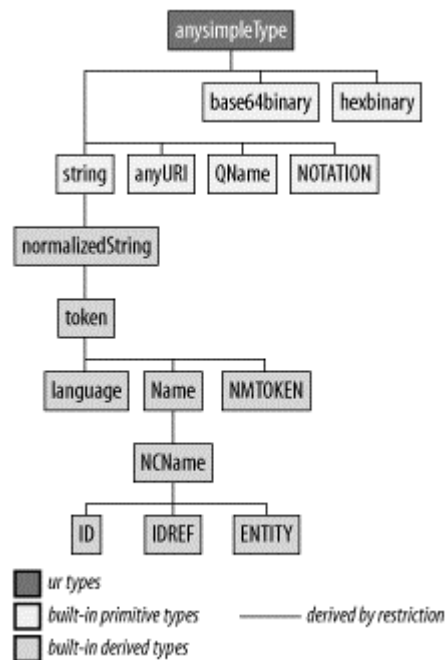 anysimpleType
base64binary hexbinary
string anyURI QName NOTATION
normalizedString
token
language Name NMTOKEN
NCName
ID IDREF ENTITY
ur types
built-in primitive types derived by restriction
built-in derived types